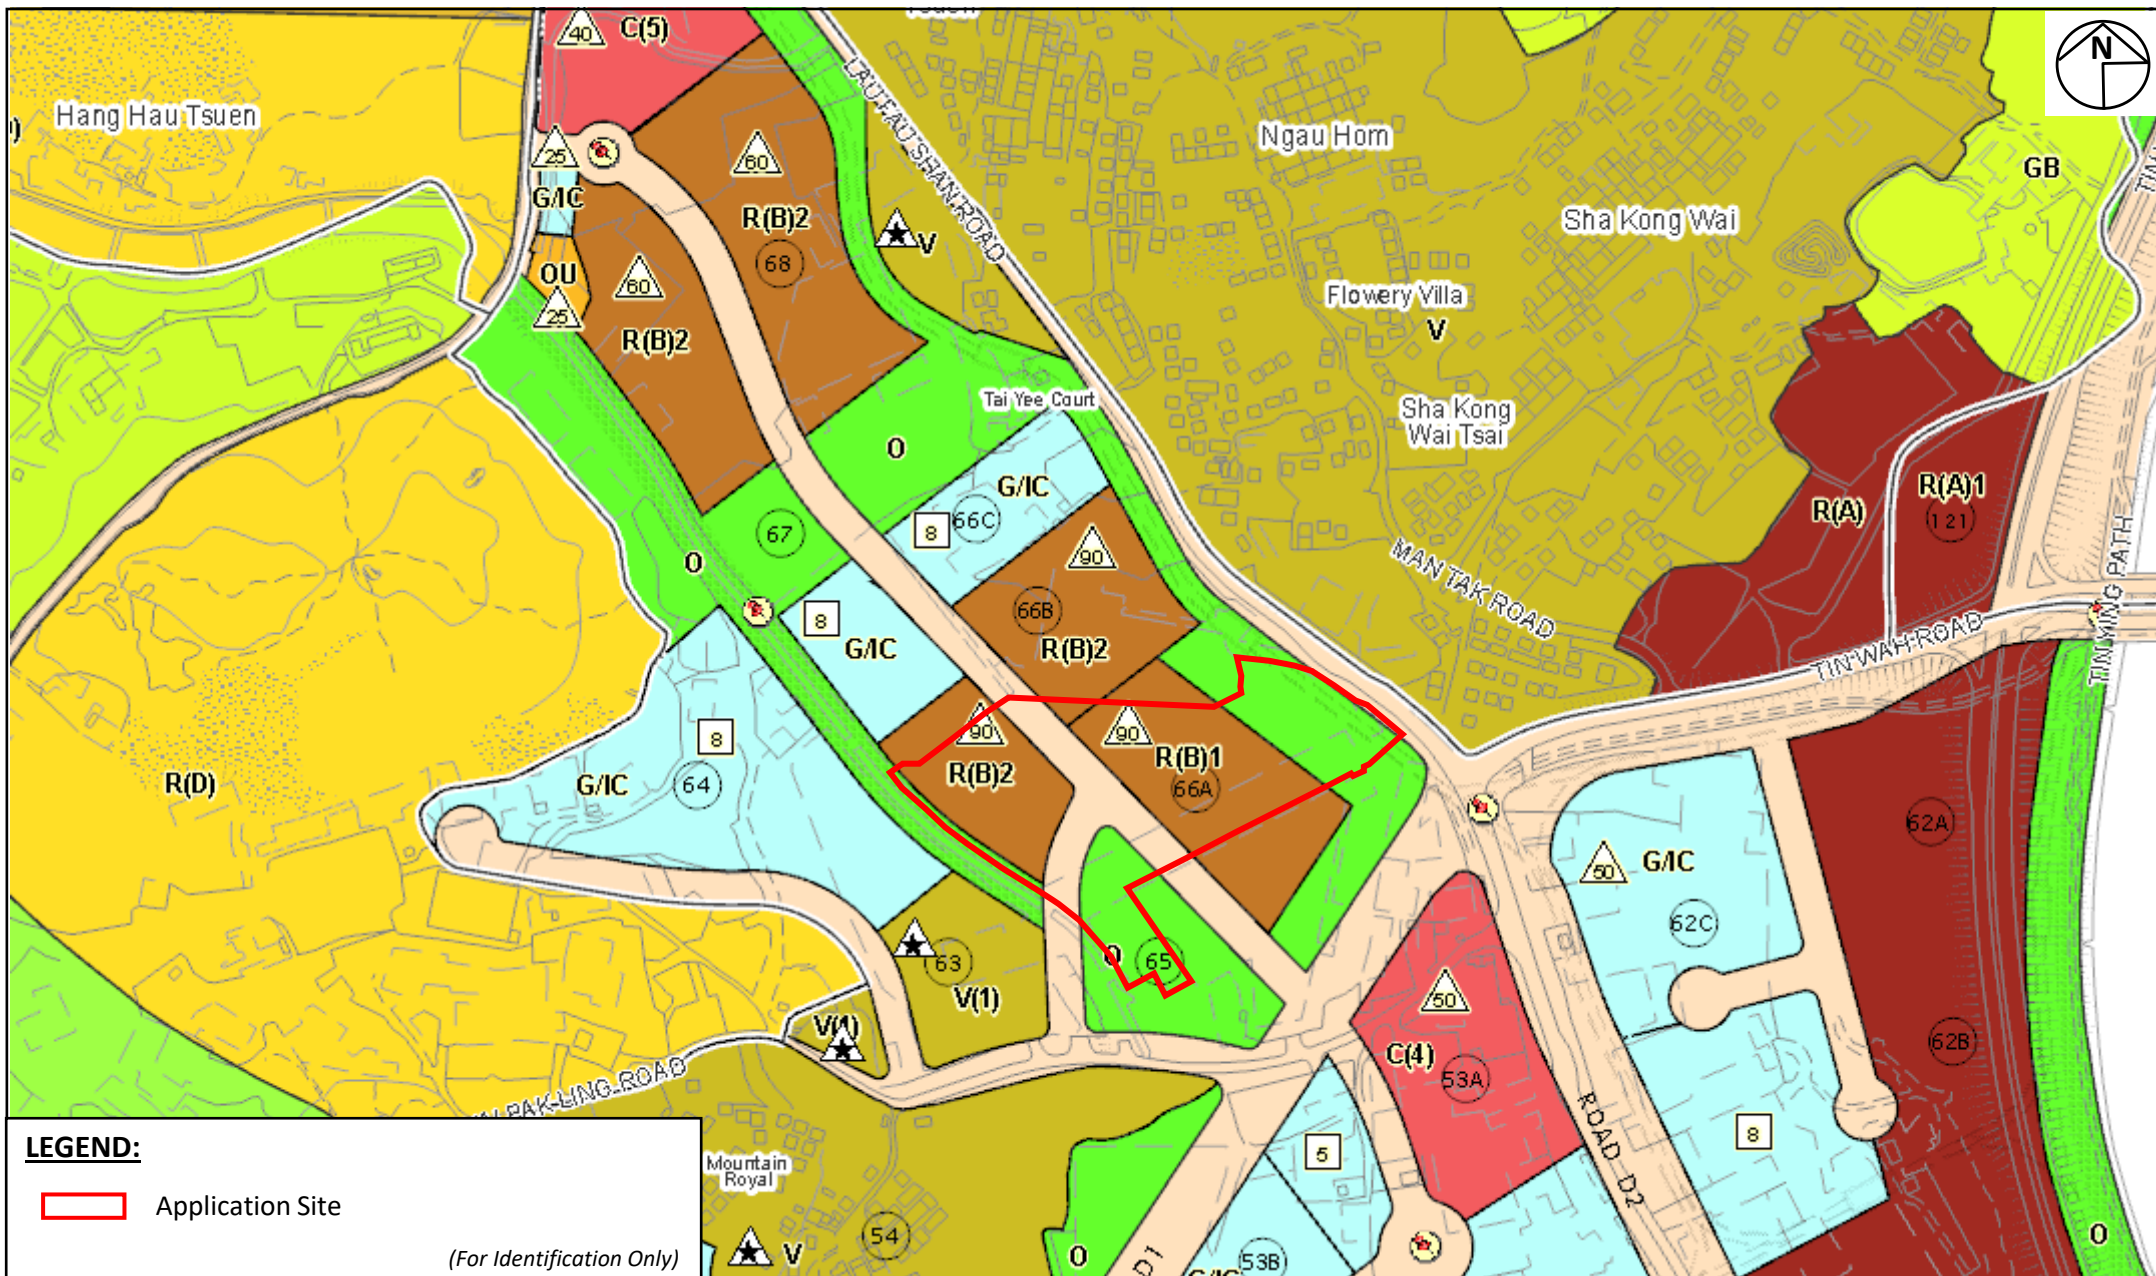 C(5)
40
N
Hang Hau Tsuen
LAU FAU SHAN ROAD
Ngau Hom
GB
25
60
G/IC
R(B)2
68
V
Sha Kong Wai
OU
25
60
R(B)2
Flowery Villa
V
Tai Yee Court
Sha Kong
Wai Tsai
O
G/IC
66C
8
R(A)
R(A)1
121
67
O
90
66B
R(B)2
MAN TAK ROAD
TIN WAH ROAD
TIN MING PATH
8
G/IC
8
G/IC
64
R(D)
90
R(B)2
90
R(B)1
66A
62A
50
G/IC
62C
63
V(1)
O
65
V(1)
50
C(4)
53A
62B
PAK LING ROAD
ROAD D2
8
5
Mountain
Royal
54
V
O
D1
53B
G/IC
O
LEGEND:
Application Site
(For Identification Only)